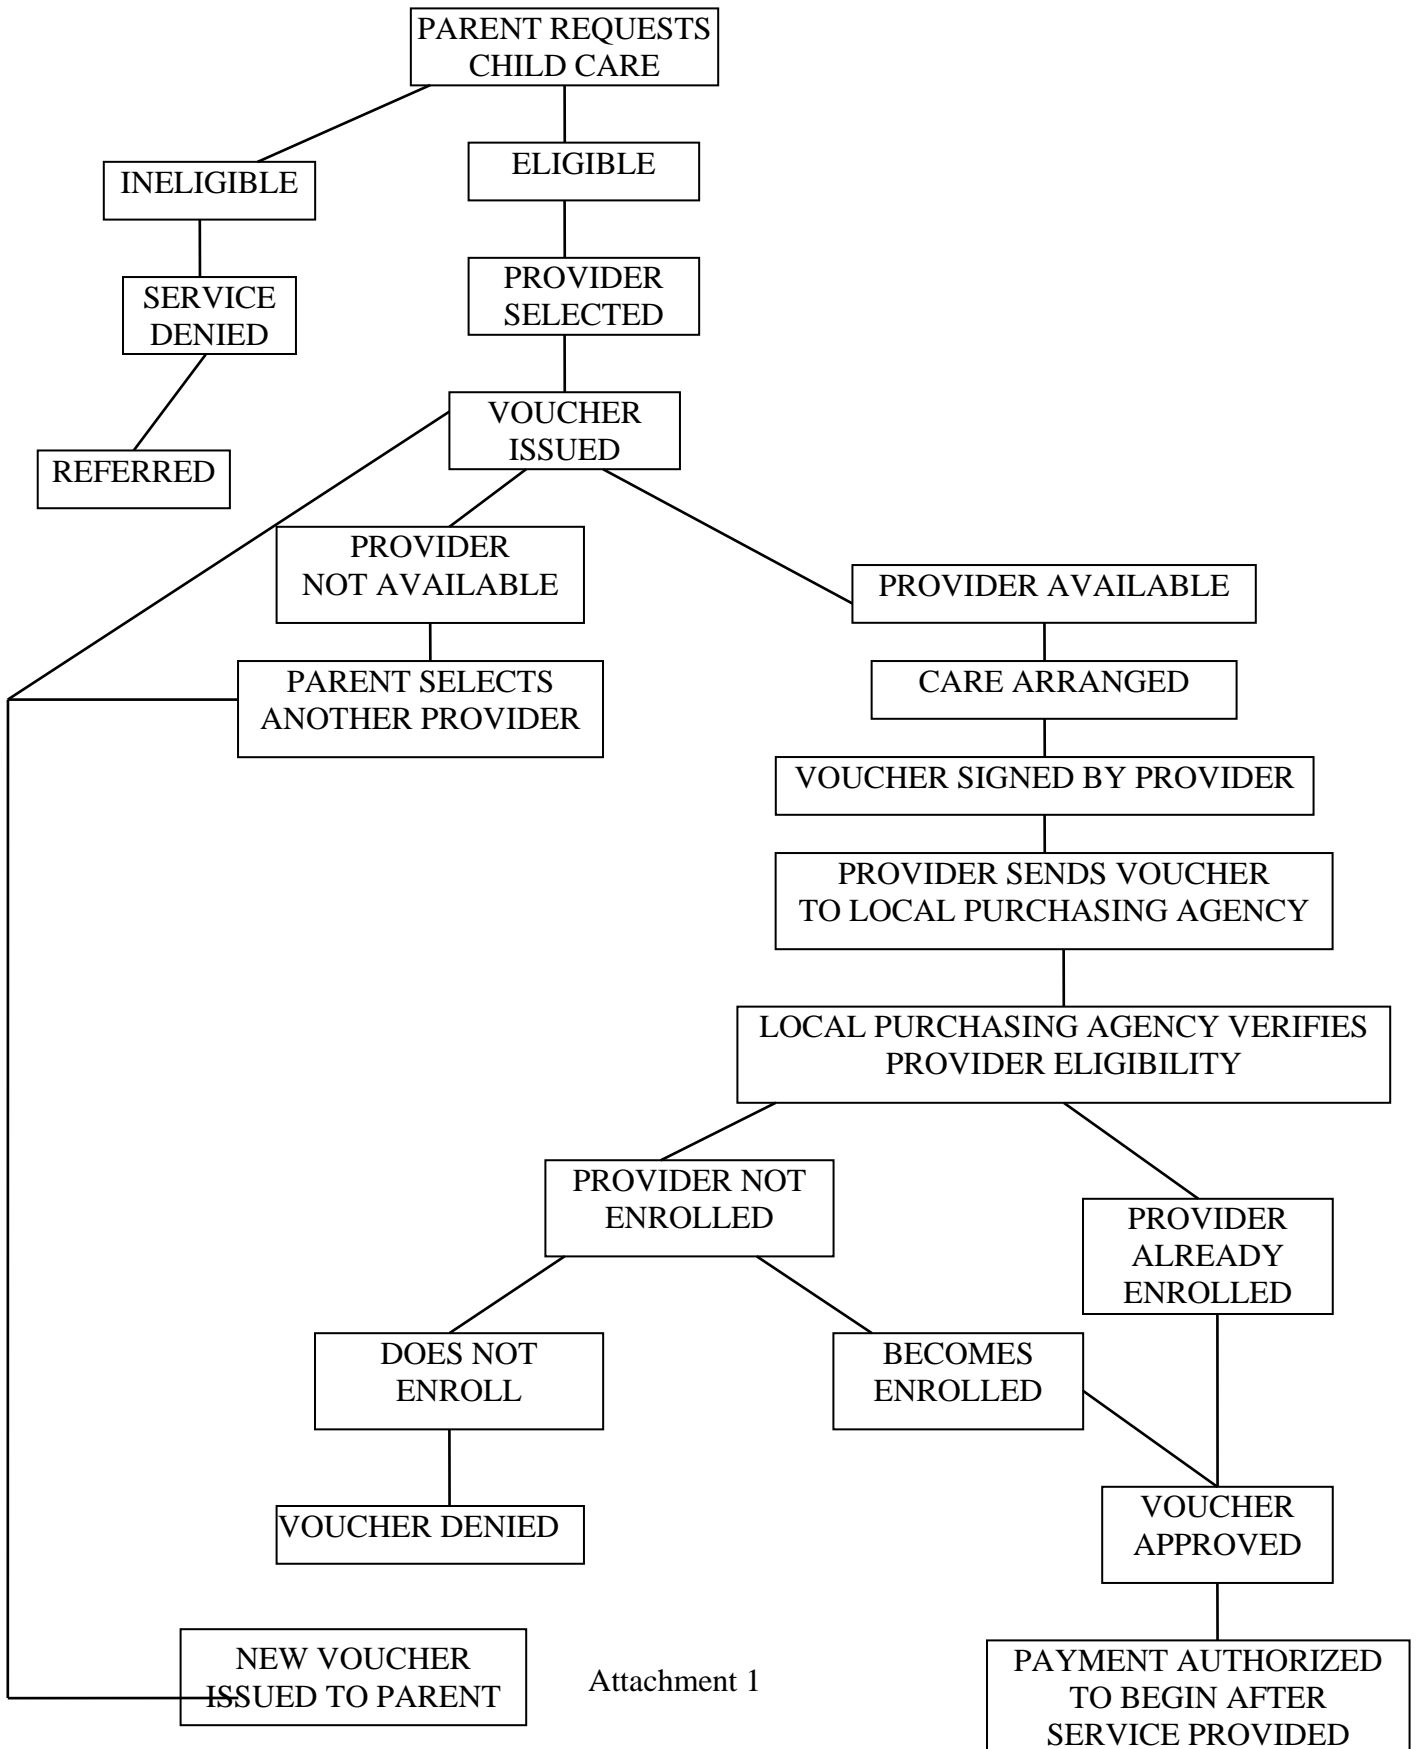 PARENT REQUESTS
CHILD CARE
INELIGIBLE
ELIGIBLE
SERVICE
DENIED
PROVIDER
SELECTED
REFERRED
VOUCHER
ISSUED
PROVIDER
NOT AVAILABLE
PROVIDER AVAILABLE
PARENT SELECTS
ANOTHER PROVIDER
CARE ARRANGED
VOUCHER SIGNED BY PROVIDER
PROVIDER SENDS VOUCHER
TO LOCAL PURCHASING AGENCY
LOCAL PURCHASING AGENCY VERIFIES
PROVIDER ELIGIBILITY
PROVIDER NOT
ENROLLED
PROVIDER
ALREADY
ENROLLED
DOES NOT
ENROLL
BECOMES
ENROLLED
VOUCHER DENIED
VOUCHER
APPROVED
NEW VOUCHER
ISSUED TO PARENT
Attachment 1
PAYMENT AUTHORIZED
TO BEGIN AFTER
SERVICE PROVIDED